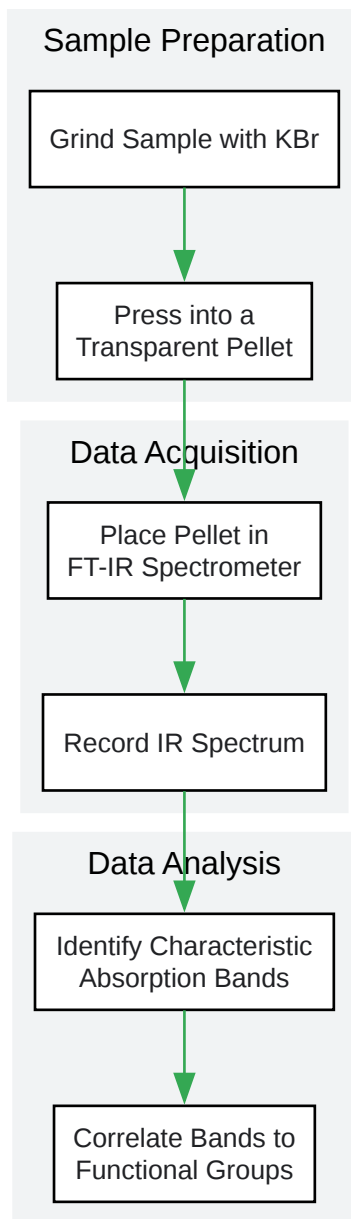 Sample Preparation
Grind Sample with KBr
Press into a
Transparent Pellet
Data Acquisition
Place Pellet in
FT-IR Spectrometer
Record IR Spectrum
Data Analysis
Identify Characteristic
Absorption Bands
Correlate Bands to
Functional Groups